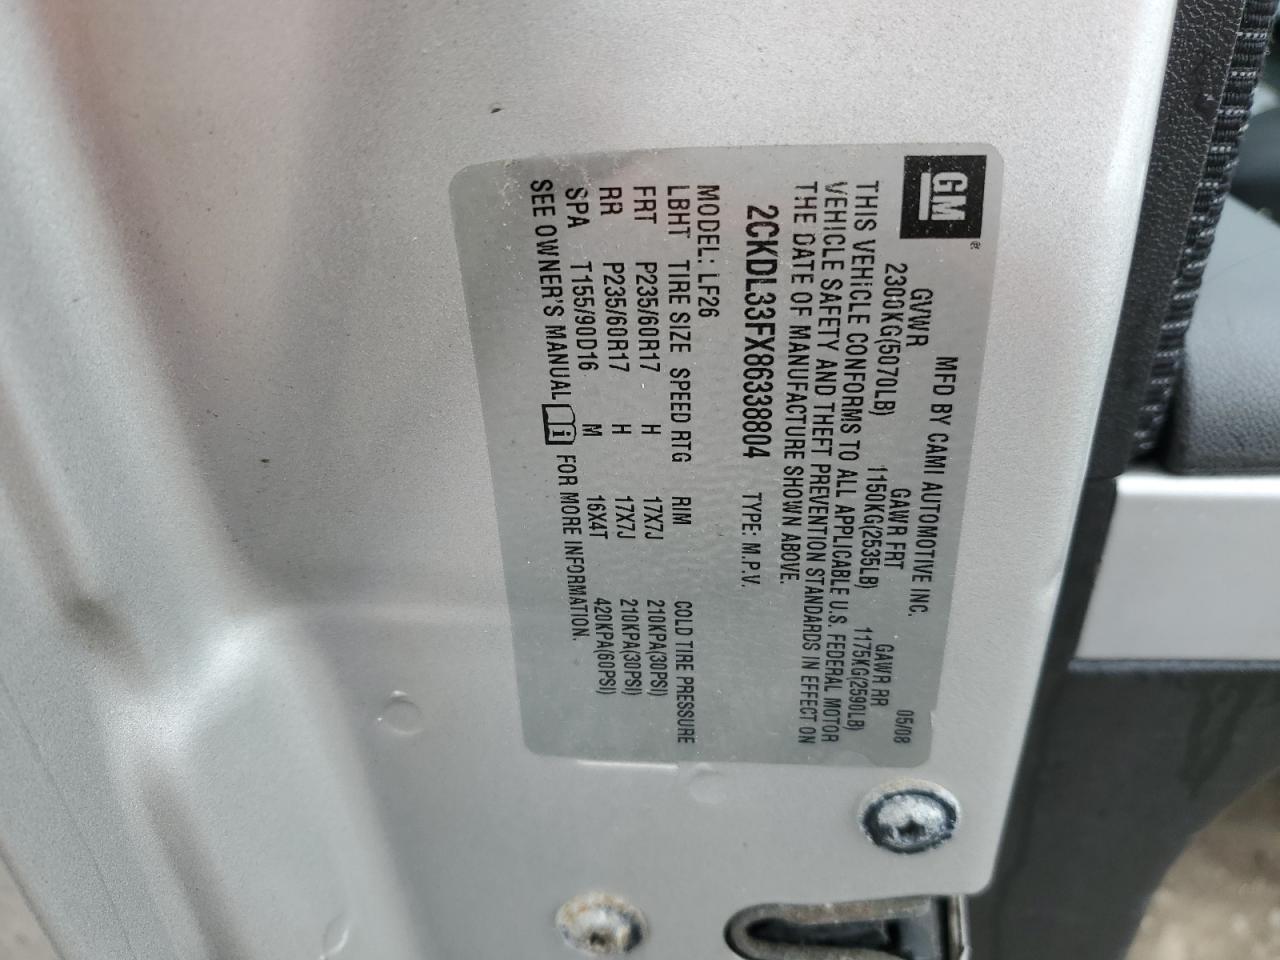 GM®
MFD BY CAMI AUTOMOTIVE INC. 05/08
GVWR GAWR FRT GAWR RR
2300KG(5070LB) 1150KG(2535LB) 1175KG(2590LB)
THIS VEHICLE CONFORMS TO ALL APPLICABLE U.S. FEDERAL MOTOR
VEHICLE SAFETY AND THEFT PREVENTION STANDARDS IN EFFECT ON
THE DATE OF MANUFACTURE SHOWN ABOVE.
2CKDL33FX86338804 TYPE: M.P.V.
MODEL: LF26
LBHT TIRE SIZE SPEED RTG RIM COLD TIRE PRESSURE
FRT P235/60R17 H 17X7J 210KPA(30PSI)
RR P235/60R17 H 17X7J 210KPA(30PSI)
SPA T155/90D16 M 16X4T 420KPA(60PSI)
SEE OWNER'S MANUAL i FOR MORE INFORMATION.